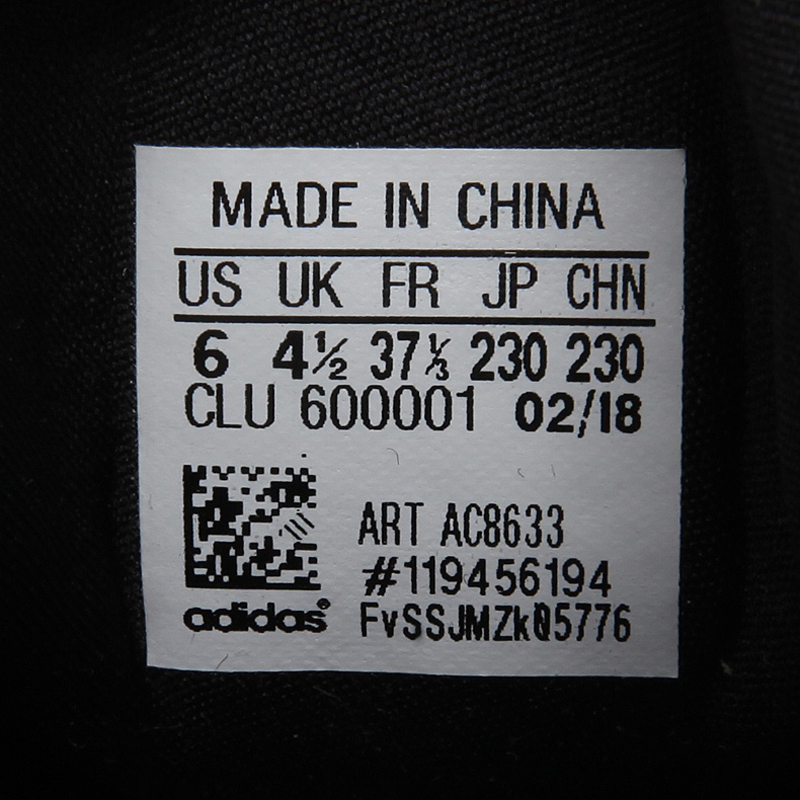 MADE IN CHINA
US UK FR JP CHN
6 4½ 37⅓ 230 230
CLU 600001 02/18
ART AC8633
#119456194
adidas® FvSSJMZkQ5776